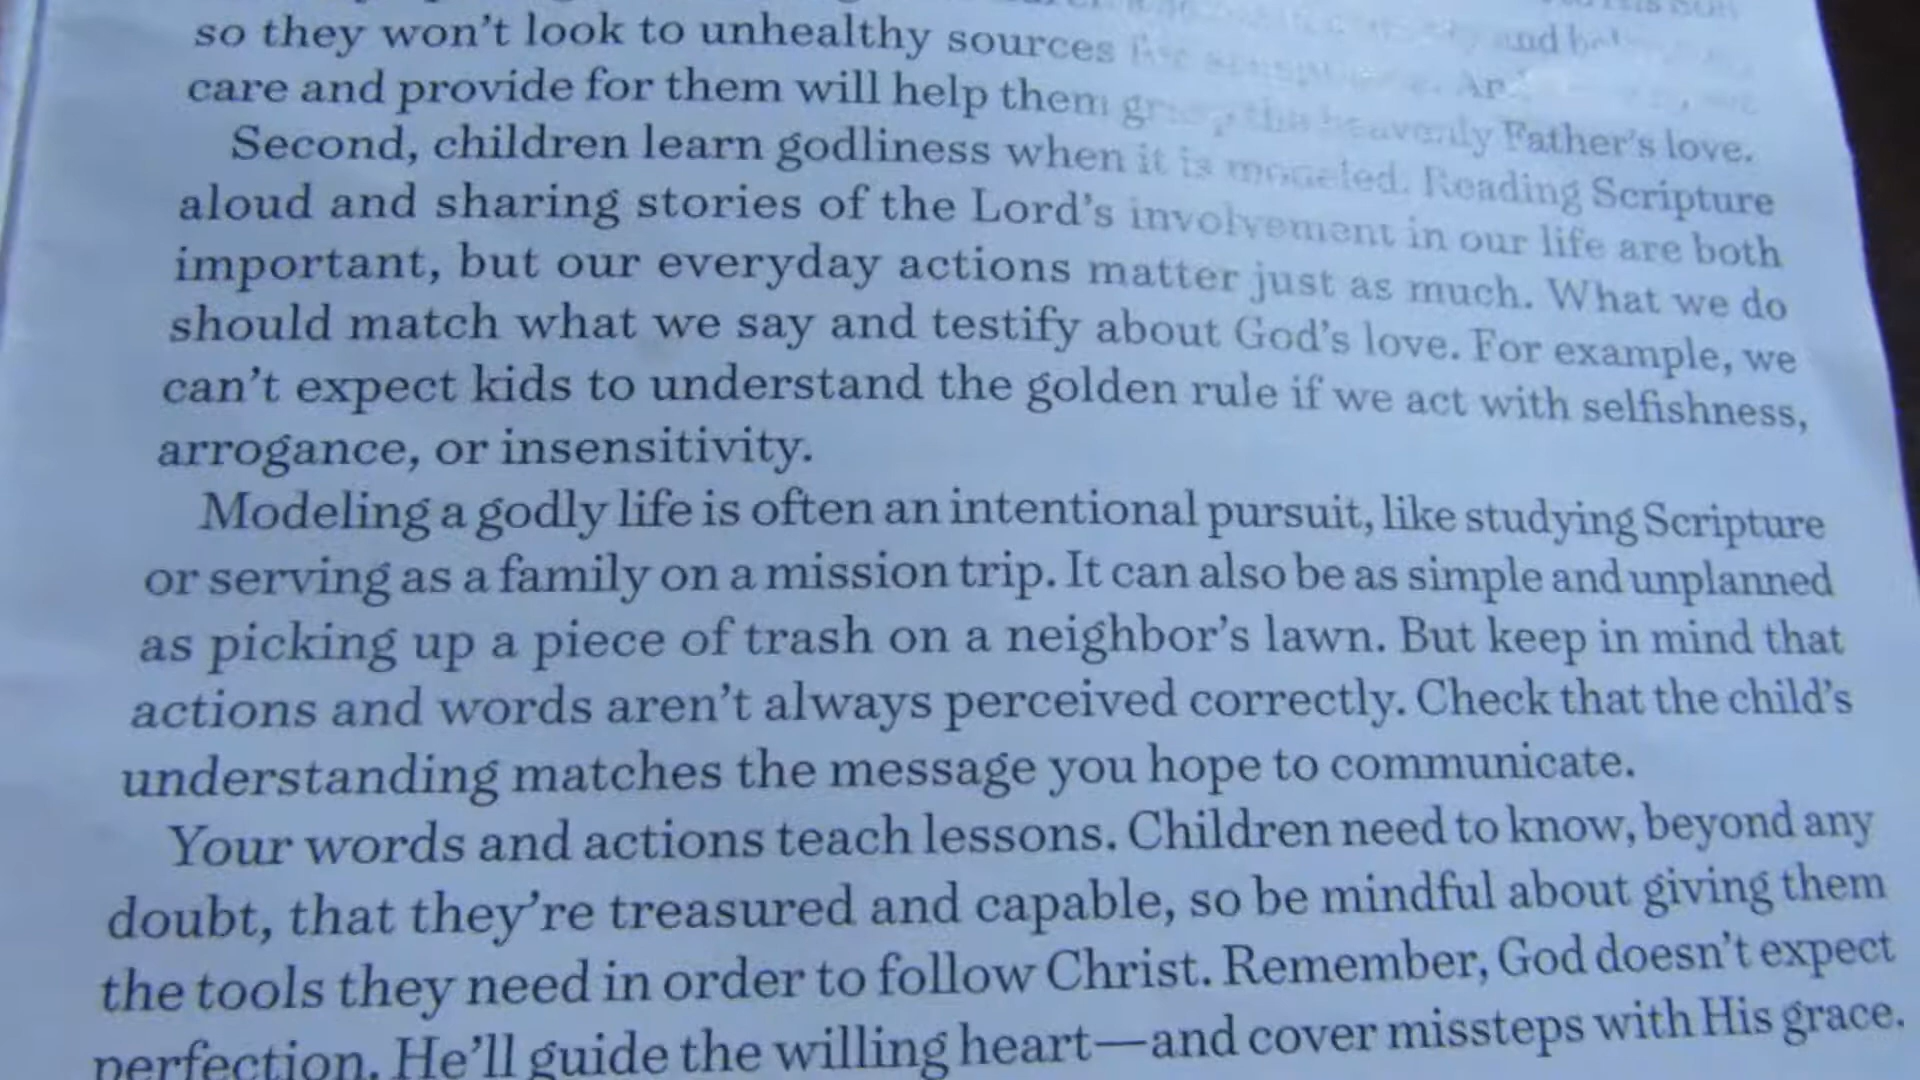 so they won't look to unhealthy sources and
care and provide for them will help them the heavenly Father's love.
Second, children learn godliness when it is modeled. Reading Scripture
aloud and sharing stories of the Lord's involvement in our life are both
important, but our everyday actions matter just as much. What we do
should match what we say and testify about God's love. For example, we
can't expect kids to understand the golden rule if we act with selfishness,
arrogance, or insensitivity.
Modeling a godly life is often an intentional pursuit, like studying Scripture
or serving as a family on a mission trip. It can also be as simple and unplanned
as picking up a piece of trash on a neighbor's lawn. But keep in mind that
actions and words aren't always perceived correctly. Check that the child's
understanding matches the message you hope to communicate.
Your words and actions teach lessons. Children need to know, beyond any
doubt, that they're treasured and capable, so be mindful about giving them
the tools they need in order to follow Christ. Remember, God doesn't expect
perfection. He'll guide the willing heart—and cover missteps with His grace.